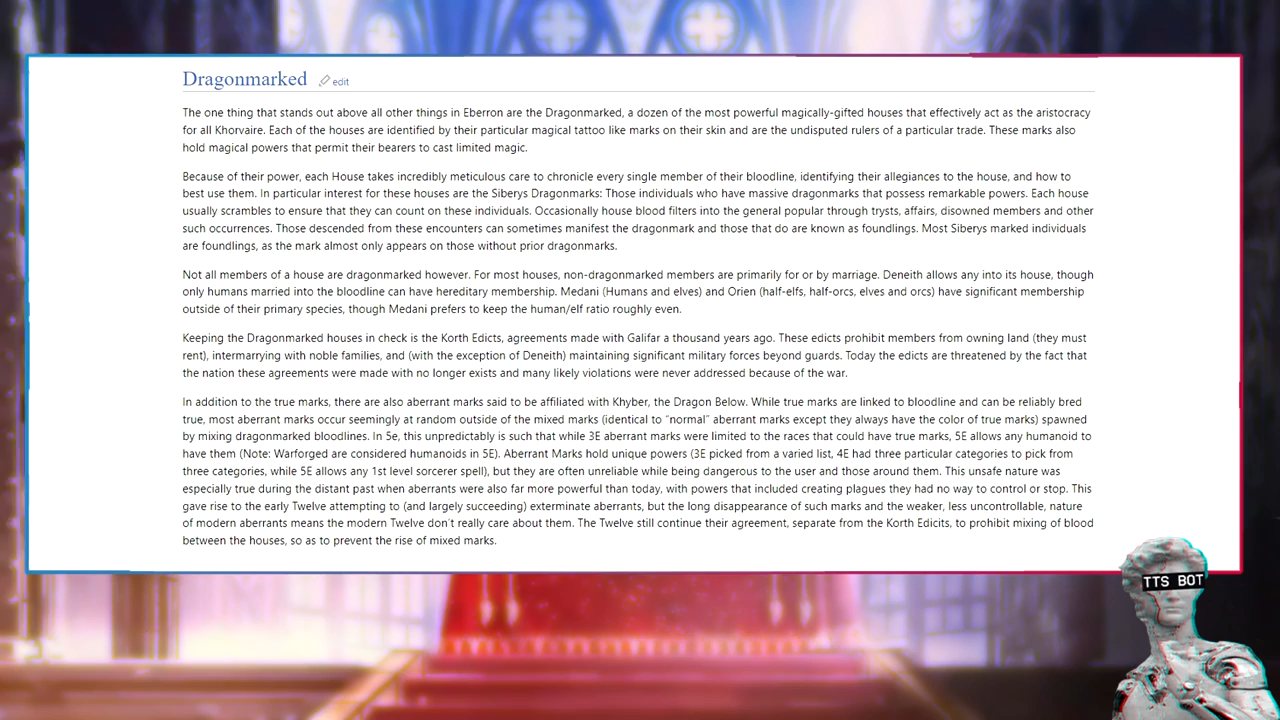 Dragonmarked edit
The one thing that stands out above all other things in Eberron are the Dragonmarked, a dozen of the most powerful magically-gifted houses that effectively act as the aristocracy
for all Khorvaire. Each of the houses are identified by their particular magical tattoo like marks on their skin and are the undisputed rulers of a particular trade. These marks also
hold magical powers that permit their bearers to cast limited magic.
Because of their power, each House takes incredibly meticulous care to chronicle every single member of their bloodline, identifying their allegiances to the house, and how to
best use them. In particular interest for these houses are the Siberys Dragonmarks: Those individuals who have massive dragonmarks that possess remarkable powers. Each house
usually scrambles to ensure that they can count on these individuals. Occasionally house blood filters into the general popular through trysts, affairs, disowned members and other
such occurrences. Those descended from these encounters can sometimes manifest the dragonmark and those that do are known as foundlings. Most Siberys marked individuals
are foundlings, as the mark almost only appears on those without prior dragonmarks.
Not all members of a house are dragonmarked however. For most houses, non-dragonmarked members are primarily for or by marriage. Deneith allows any into its house, though
only humans married into the bloodline can have hereditary membership. Medani (Humans and elves) and Orien (half-elfs, half-orcs, elves and orcs) have significant membership
outside of their primary species, though Medani prefers to keep the human/elf ratio roughly even.
Keeping the Dragonmarked houses in check is the Korth Edicts, agreements made with Galifar a thousand years ago. These edicts prohibit members from owning land (they must
rent), intermarrying with noble families, and (with the exception of Deneith) maintaining significant military forces beyond guards. Today the edicts are threatened by the fact that
the nation these agreements were made with no longer exists and many likely violations were never addressed because of the war.
In addition to the true marks, there are also aberrant marks said to be affiliated with Khyber, the Dragon Below. While true marks are linked to bloodline and can be reliably bred
true, most aberrant marks occur seemingly at random outside of the mixed marks (identical to "normal" aberrant marks except they always have the color of true marks) spawned
by mixing dragonmarked bloodlines. In 5e, this unpredictably is such that while 3E aberrant marks were limited to the races that could have true marks, 5E allows any humanoid to
have them (Note: Warforged are considered humanoids in 5E). Aberrant Marks hold unique powers (3E picked from a varied list, 4E had three particular categories to pick from
three categories, while 5E allows any 1st level sorcerer spell), but they are often unreliable while being dangerous to the user and those around them. This unsafe nature was
especially true during the distant past when aberrants were also far more powerful than today, with powers that included creating plagues they had no way to control or stop. This
gave rise to the early Twelve attempting to (and largely succeeding) exterminate aberrants, but the long disappearance of such marks and the weaker, less uncontrollable, nature
of modern aberrants means the modern Twelve don't really care about them. The Twelve still continue their agreement, separate from the Korth Edicits, to prohibit mixing of blood
between the houses, so as to prevent the rise of mixed marks.
TTS BOT